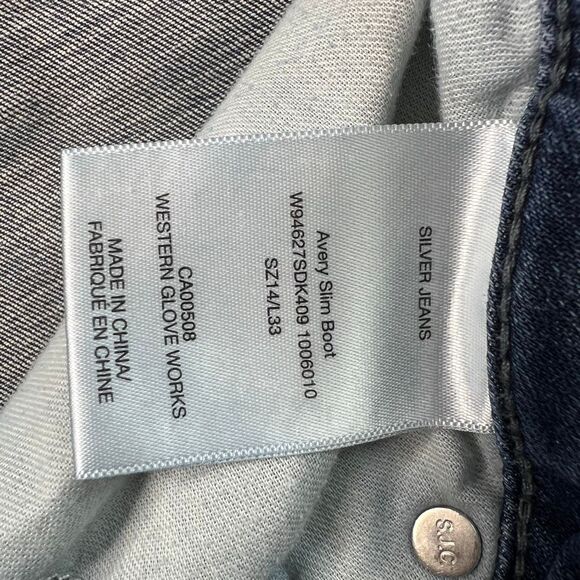 SILVER JEANS
Avery Slim Boot
W94627SDK409 1006010
SZ14/L33
CA00508
WESTERN GLOVE WORKS
MADE IN CHINA/
FABRIQUÉ EN CHINE
S.J.C